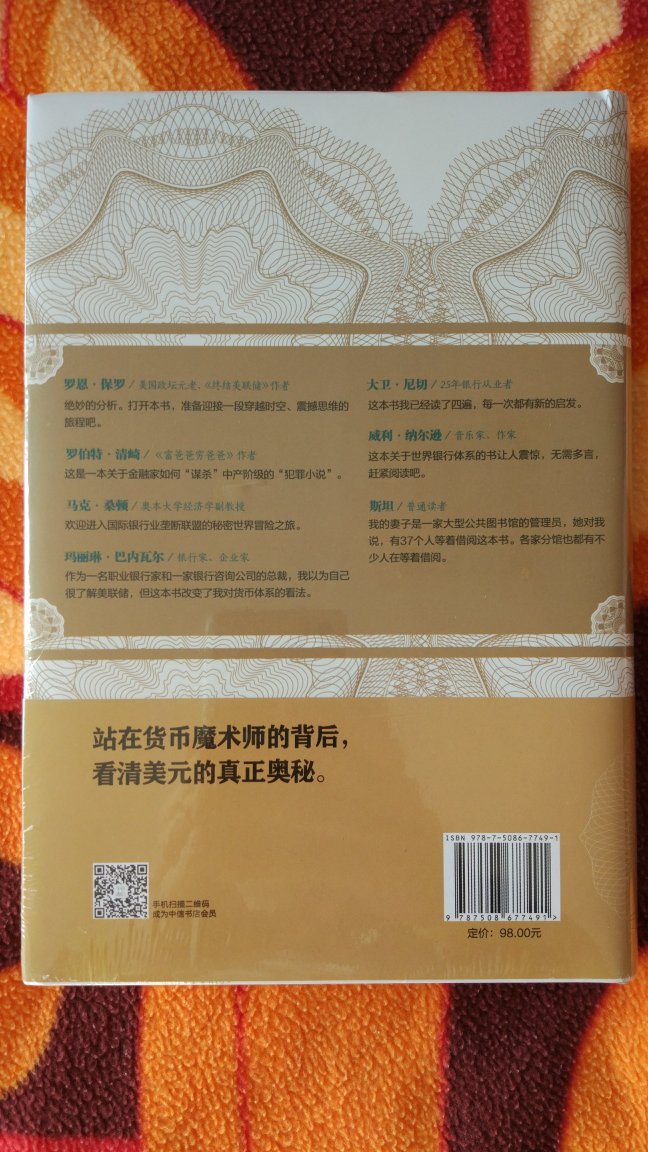 罗恩·保罗 / 美国政坛元老、《终结美联储》作者
绝妙的分析。打开本书，准备迎接一段穿越时空、震撼思维的
旅程吧。
罗伯特·清崎 / 《富爸爸穷爸爸》作者
这是一本关于金融家如何“谋杀”中产阶级的“犯罪小说”。
马克·桑顿 / 奥本大学经济学副教授
欢迎进入国际银行业垄断联盟的秘密世界冒险之旅。
玛丽琳·巴内瓦尔 / 银行家、企业家
作为一名职业银行家和一家银行咨询公司的总裁，我以为自己
很了解美联储，但这本书改变了我对货币体系的看法。
大卫·尼切 / 25年银行从业者
这本书我已经读了四遍，每一次都有新的启发。
威利·纳尔逊 / 音乐家、作家
这本关于世界银行体系的书让人震惊，无需多言，
赶紧阅读吧。
斯坦 / 普通读者
我的妻子是一家大型公共图书馆的管理员，她对我
说，有37个人等着借阅这本书。各家分馆也都有不
少人在等着借阅。
站在货币魔术师的背后，
看清美元的真正奥秘。
手机扫描二维码
成为中信书店会员
ISBN 978-7-5086-7749-1
9 787508 677491 >
定价：98.00元